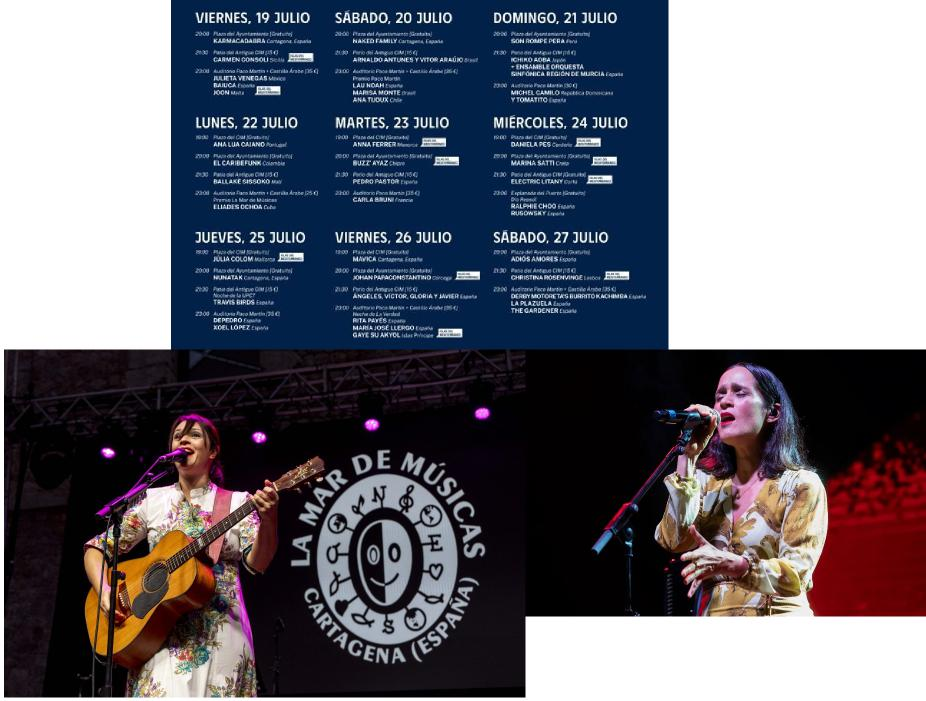 VIERNES, 19 JULIO
20:00 Plaza del Ayuntamiento [Gratuito]
KARMACADABRA Cartagena, España
21:30 Patio del Antiguo CIM [15 €]
CARMEN CONSOLI Sicilia
23:00 Auditorio Paco Martín + Castillo Árabe [35 €]
JULIETA VENEGAS México
BAIUCA España
JOON Malta
SÁBADO, 20 JULIO
20:00 Plaza del Ayuntamiento [Gratuito]
NAKED FAMILY Cartagena, España
21:30 Patio del Antiguo CIM [15 €]
ARNALDO ANTUNES Y VITOR ARAÚJO Brasil
23:00 Auditorio Paco Martín + Castillo Árabe [35 €]
Premio Paco Martín
LAU NOAH España
MARISA MONTE Brasil
ANA TIJOUX Chile
DOMINGO, 21 JULIO
20:00 Plaza del Ayuntamiento [Gratuito]
SON ROMPE PERA Perú
21:30 Patio del Antiguo CIM [15 €]
ICHIKO AOBA Japón
+ ENSAMBLE ORQUESTA
SINFÓNICA REGIÓN DE MURCIA España
23:00 Auditorio Paco Martín [30 €]
MICHEL CAMILO República Dominicana
Y TOMATITO España
LUNES, 22 JULIO
19:00 Plaza del CIM [Gratuito]
ANA LUA CAIANO Portugal
20:00 Plaza del Ayuntamiento [Gratuito]
EL CARIBEFUNK Colombia
21:30 Patio del Antiguo CIM [15 €]
BALLAKÉ SISSOKO Malí
23:00 Auditorio Paco Martín + Castillo Árabe [25 €]
Premio La Mar de Músicas
ELIADES OCHOA Cuba
MARTES, 23 JULIO
19:00 Plaza del CIM [Gratuito]
ANNA FERRER Menorca
20:00 Plaza del Ayuntamiento [Gratuito]
BUZZ' AYAZ Chipre
21:30 Patio del Antiguo CIM [15 €]
PEDRO PASTOR España
23:00 Auditorio Paco Martín [35 €]
CARLA BRUNI Francia
MIÉRCOLES, 24 JULIO
19:00 Plaza del CIM [Gratuito]
DANIELA PES Cerdeña
20:00 Plaza del Ayuntamiento [Gratuito]
MARINA SATTI Creta
21:30 Patio del Antiguo CIM [Gratuito]
ELECTRIC LITANY Corfú
23:00 Explanada del Puerto [Gratuito]
Día Repsol
RALPHIE CHOO España
RUSOWSKY España
JUEVES, 25 JULIO
19:00 Plaza del CIM [Gratuito]
JÚLIA COLOM Mallorca
20:00 Plaza del Ayuntamiento [Gratuito]
NUNATAK Cartagena, España
21:30 Patio del Antiguo CIM [15 €]
Noche de la UPCT
TRAVIS BIRDS España
23:00 Auditorio Paco Martín [35 €]
DEPEDRO España
XOEL LÓPEZ España
VIERNES, 26 JULIO
19:00 Plaza del CIM [Gratuito]
MAVICA Cartagena, España
20:00 Plaza del Ayuntamiento [Gratuito]
JOHAN PAPACONSTANTINO Córcega
21:30 Patio del Antiguo CIM [15 €]
ÁNGELES, VÍCTOR, GLORIA Y JAVIER España
23:00 Auditorio Paco Martín + Castillo Árabe [35 €]
Noche de La Verdad
RITA PAYÉS España
MARÍA JOSÉ LLERGO España
GAYE SU AKYOL Islas Príncipe
SÁBADO, 27 JULIO
20:00 Plaza del Ayuntamiento [Gratuito]
ADIÓS AMORES España
21:30 Patio del Antiguo CIM [15 €]
CHRISTINA ROSENVINGE Lesbos
23:00 Auditorio Paco Martín + Castillo Árabe [35 €]
DERBY MOTORETA'S BURRITO KACHIMBA España
LA PLAZUELA España
THE GARDENER España
LA MAR DE MÚSICAS
CARTAGENA (ESPAÑA)